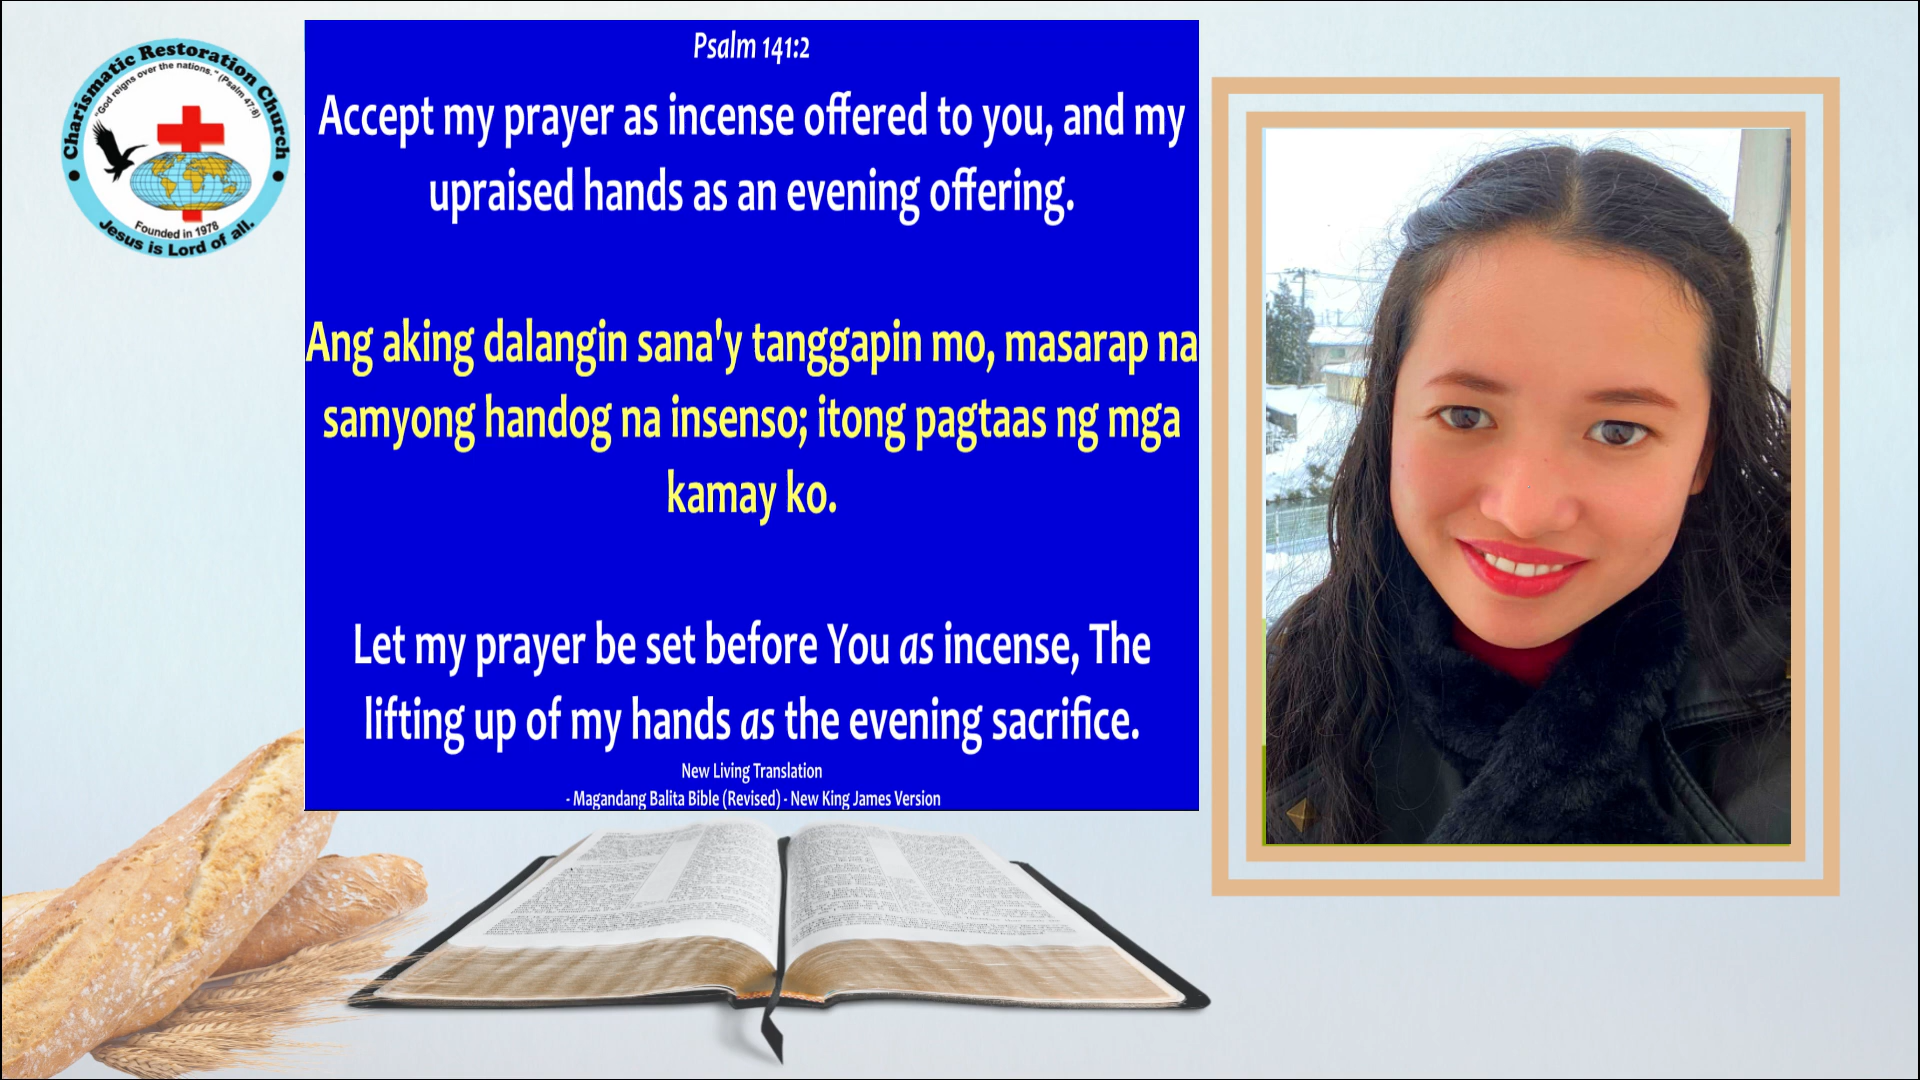 Charismatic Restoration Church
"God reigns over the nations." (Psalm 47:8)
Founded in 1978
Jesus is Lord of all.
Psalm 141:2
Accept my prayer as incense offered to you, and my
upraised hands as an evening offering.
Ang aking dalangin sana'y tanggapin mo, masarap na
samyong handog na insenso; itong pagtaas ng mga
kamay ko.
Let my prayer be set before You as incense, The
lifting up of my hands as the evening sacrifice.
New Living Translation
- Magandang Balita Bible (Revised) - New King James Version